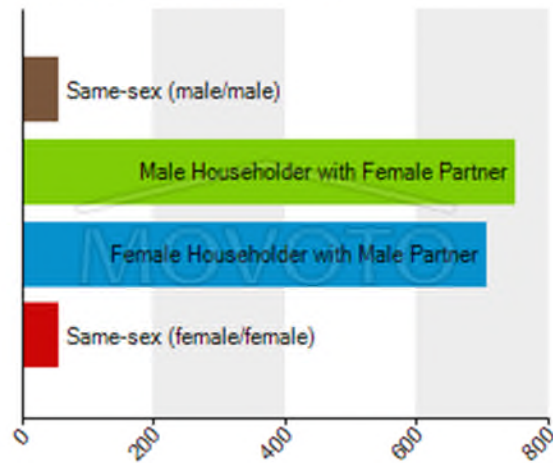 Same-sex (male/male)
Male Householder with Female Partner
MOVOTO
Female Householder with Male Partner
Same-sex (female/female)
0
200
400
600
800